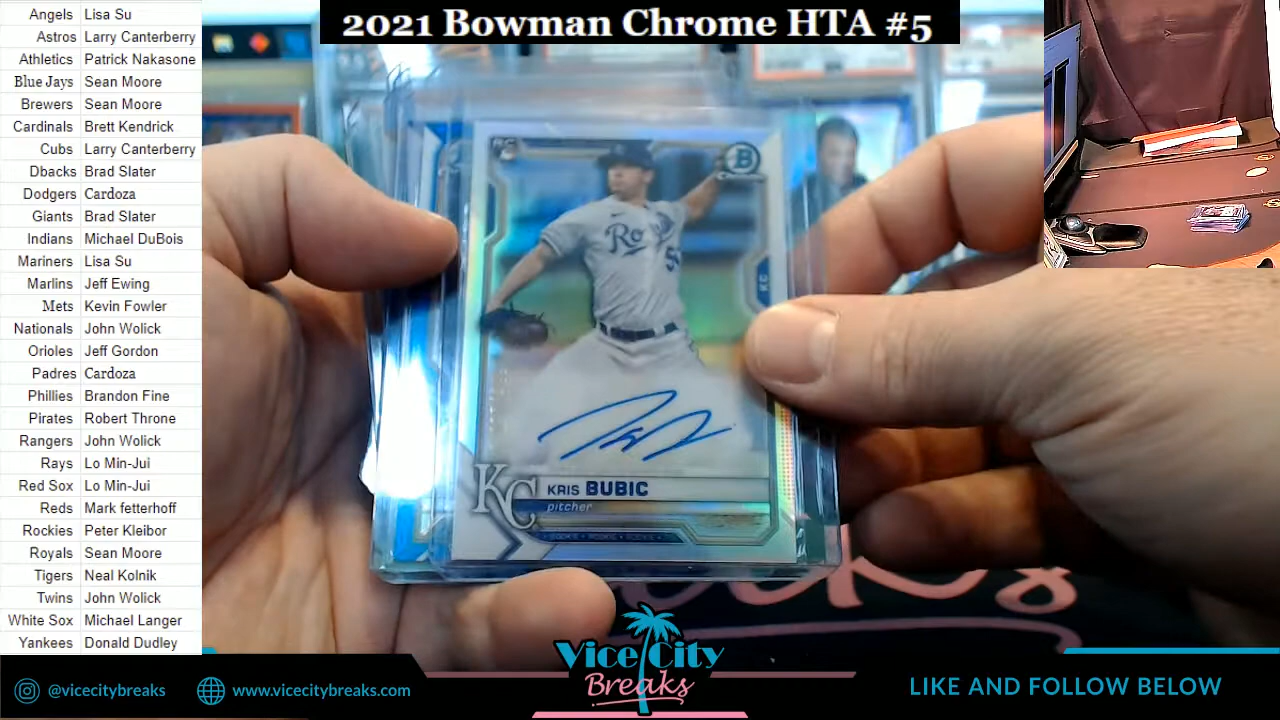 2021 Bowman Chrome HTA #5
Angels Lisa Su
Astros Larry Canterberry
Athletics Patrick Nakasone
Blue Jays Sean Moore
Brewers Sean Moore
Cardinals Brett Kendrick
Cubs Larry Canterberry
Dbacks Brad Slater
Dodgers Cardoza
Giants Brad Slater
Indians Michael DuBois
Mariners Lisa Su
Marlins Jeff Ewing
Mets Kevin Fowler
Nationals John Wolick
Orioles Jeff Gordon
Padres Cardoza
Phillies Brandon Fine
Pirates Robert Throne
Rangers John Wolick
Rays Lo Min-Jui
Red Sox Lo Min-Jui
Reds Mark fetterhoff
Rockies Peter Kleibor
Royals Sean Moore
Tigers Neal Kolnik
Twins John Wolick
White Sox Michael Langer
Yankees Donald Dudley
B
KC
KC
KRIS BUBIC
pitcher
@vicecitybreaks
www.vicecitybreaks.com
Vice City
Breaks
LIKE AND FOLLOW BELOW